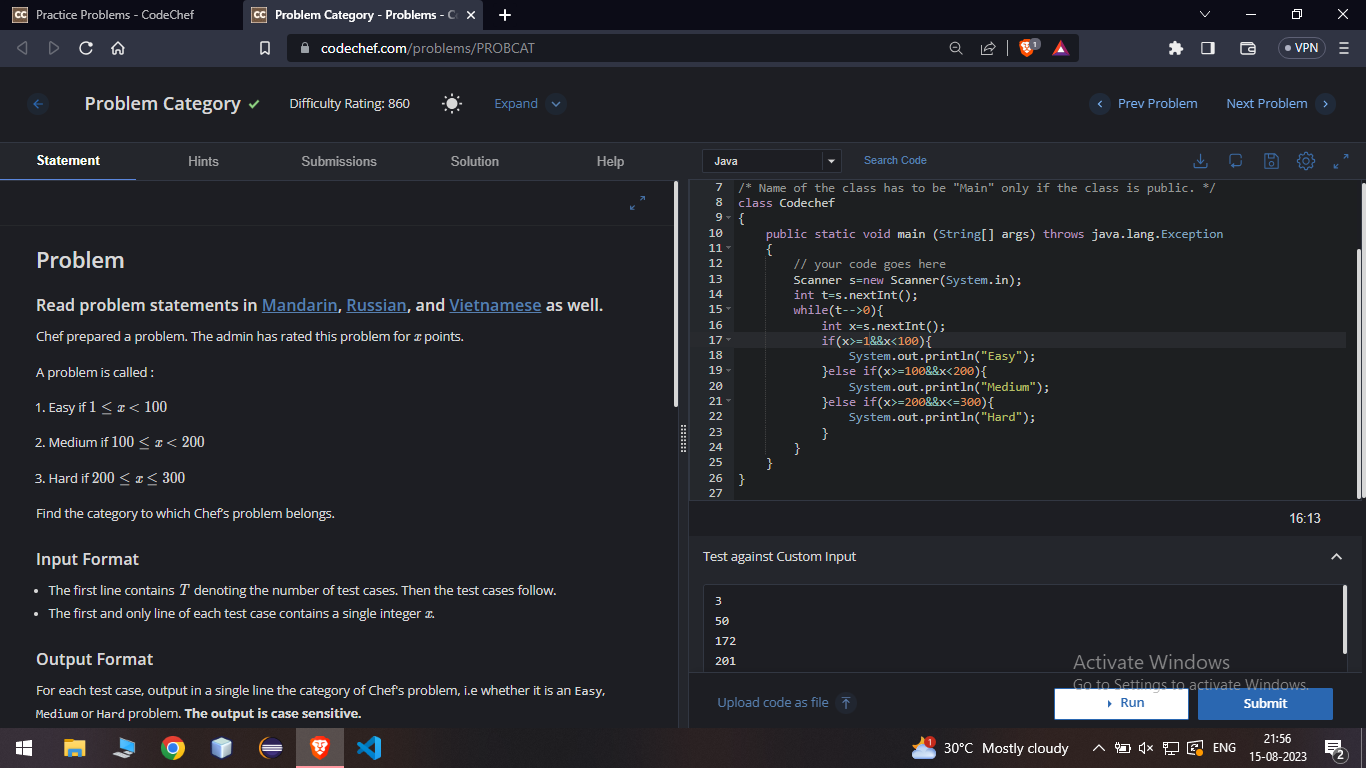 Practice Problems - CodeChef
Problem Category - Problems - C
codechef.com/problems/PROBCAT
1
VPN
Problem Category
Difficulty Rating: 860
Expand
Prev Problem
Next Problem
Statement
Hints
Submissions
Solution
Help
Problem
Read problem statements in Mandarin, Russian, and Vietnamese as well.
Chef prepared a problem. The admin has rated this problem for x points.
A problem is called :
1. Easy if 1 ≤ x < 100
2. Medium if 100 ≤ x < 200
3. Hard if 200 ≤ x ≤ 300
Find the category to which Chef's problem belongs.
Input Format
• The first line contains T denoting the number of test cases. Then the test cases follow.
• The first and only line of each test case contains a single integer x.
Output Format
For each test case, output in a single line the category of Chef's problem, i.e whether it is an Easy,
Medium or Hard problem. The output is case sensitive.
Java
Search Code
7 /* Name of the class has to be "Main" only if the class is public. */
8 class Codechef
9 {
10 public static void main (String[] args) throws java.lang.Exception
11 {
12 // your code goes here
13 Scanner s=new Scanner(System.in);
14 int t=s.nextInt();
15 while(t-->0){
16 int x=s.nextInt();
17 if(x>=1&&x<100){
18 System.out.println("Easy");
19 }else if(x>=100&&x<200){
20 System.out.println("Medium");
21 }else if(x>=200&&x<=300){
22 System.out.println("Hard");
23 }
24 }
25 }
26 }
27
16:13
Test against Custom Input
3
50
172
201
Activate Windows
Go to Settings to activate Windows.
Upload code as file
Run
Submit
1
30°C Mostly cloudy
ENG
21:56
15-08-2023
2